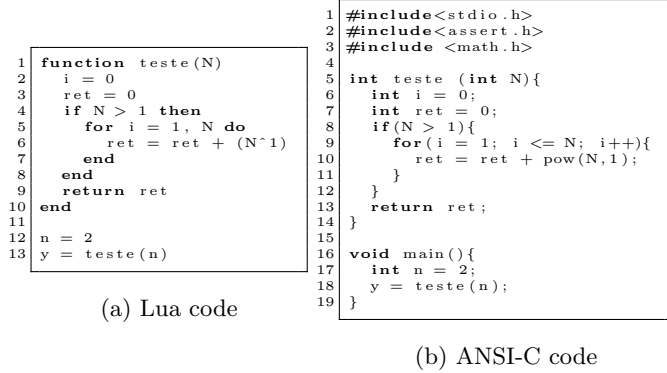 1 function teste(N)
2 i = 0
3 ret = 0
4 if N > 1 then
5 for i = 1, N do
6 ret = ret + (N^1)
7 end
8 end
9 return ret
10 end
11
12 n = 2
13 y = teste(n)
(a) Lua code
1 #include<stdio.h>
2 #include<assert.h>
3 #include <math.h>
4
5 int teste (int N){
6 int i = 0;
7 int ret = 0;
8 if(N > 1){
9 for(i = 1; i <= N; i++){
10 ret = ret + pow(N,1);
11 }
12 }
13 return ret;
14 }
15
16 void main(){
17 int n = 2;
18 y = teste(n);
19 }
(b) ANSI-C code